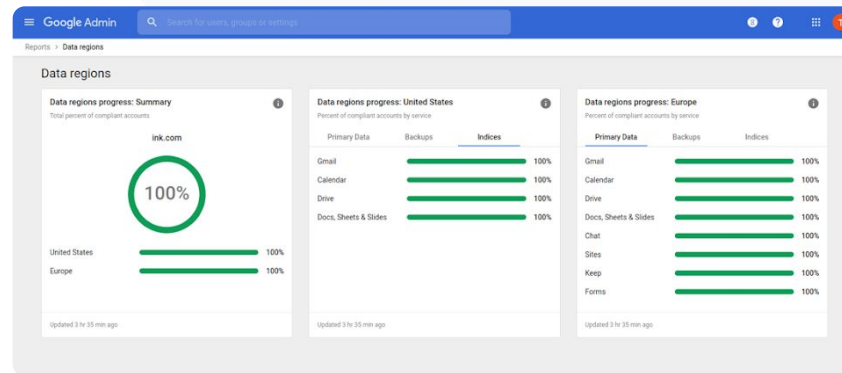 Google Admin
Search for users, groups or settings
Reports > Data regions
Data regions
Data regions progress: Summary
Total percent of compliant accounts
ink.com
100%
United States 100%
Europe 100%
Updated 3 hr 35 min ago
Data regions progress: United States
Percent of compliant accounts by service
Primary Data Backups Indices
Gmail 100%
Calendar 100%
Drive 100%
Docs, Sheets & Slides 100%
Updated 3 hr 35 min ago
Data regions progress: Europe
Percent of compliant accounts by service
Primary Data Backups Indices
Gmail 100%
Calendar 100%
Drive 100%
Docs, Sheets & Slides 100%
Chat 100%
Sites 100%
Keep 100%
Forms 100%
Updated 3 hr 35 min ago